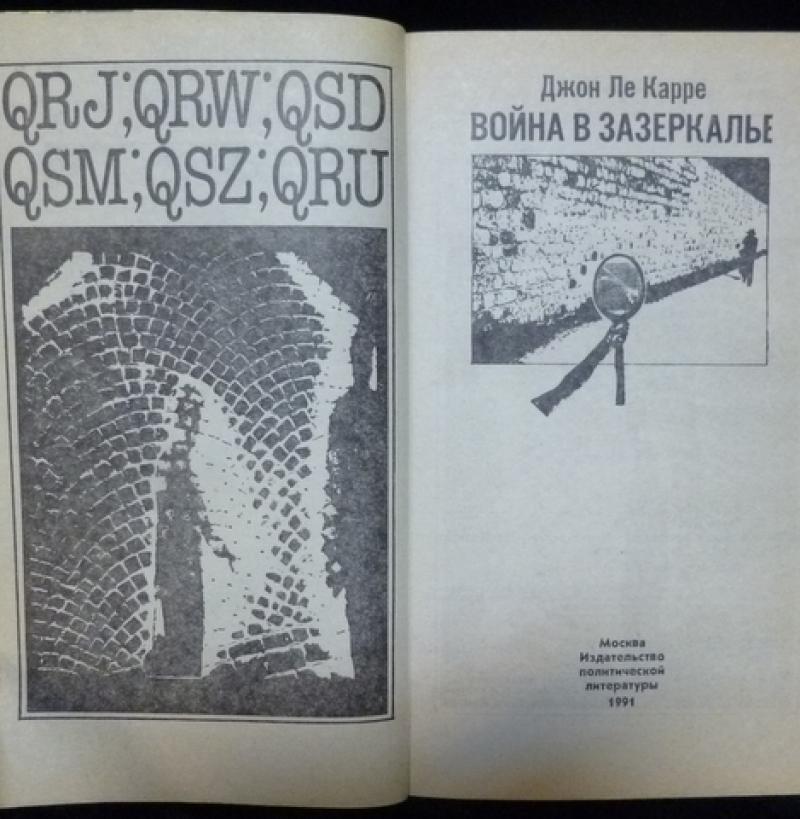 QRJ;QRW;QSD
QSM;QSZ;QRU
Джон Ле Карре
ВОЙНА В ЗАЗЕРКАЛЬЕ
Москва
Издательство
политической
литературы
1991